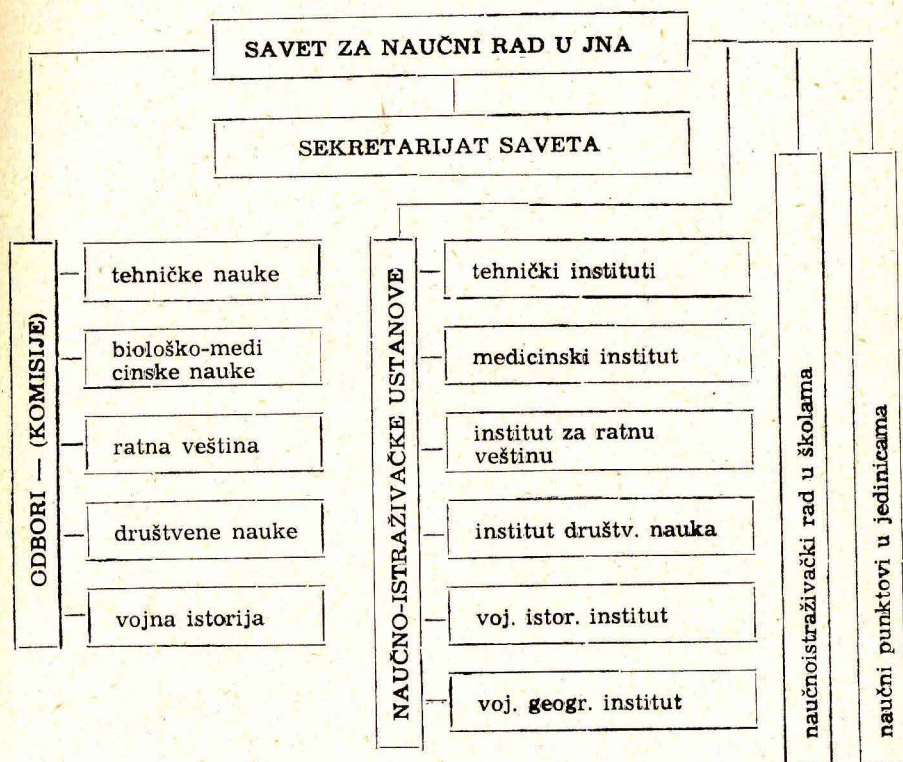 SAVET ZA NAUČNI RAD U JNA
SEKRETARIJAT SAVETA
ODBORI — (KOMISIJE)
tehničke nauke
biološko-medi
cinske nauke
ratna veština
društvene nauke
vojna istorija
NAUČNO-ISTRAŽIVAČKE USTANOVE
tehnički instituti
medicinski institut
institut za ratnu
veštinu
institut društv. nauka
voj. istor. institut
voj. geogr. institut
naučnoistraživački rad u školama
naučni punktovi u jedinicama